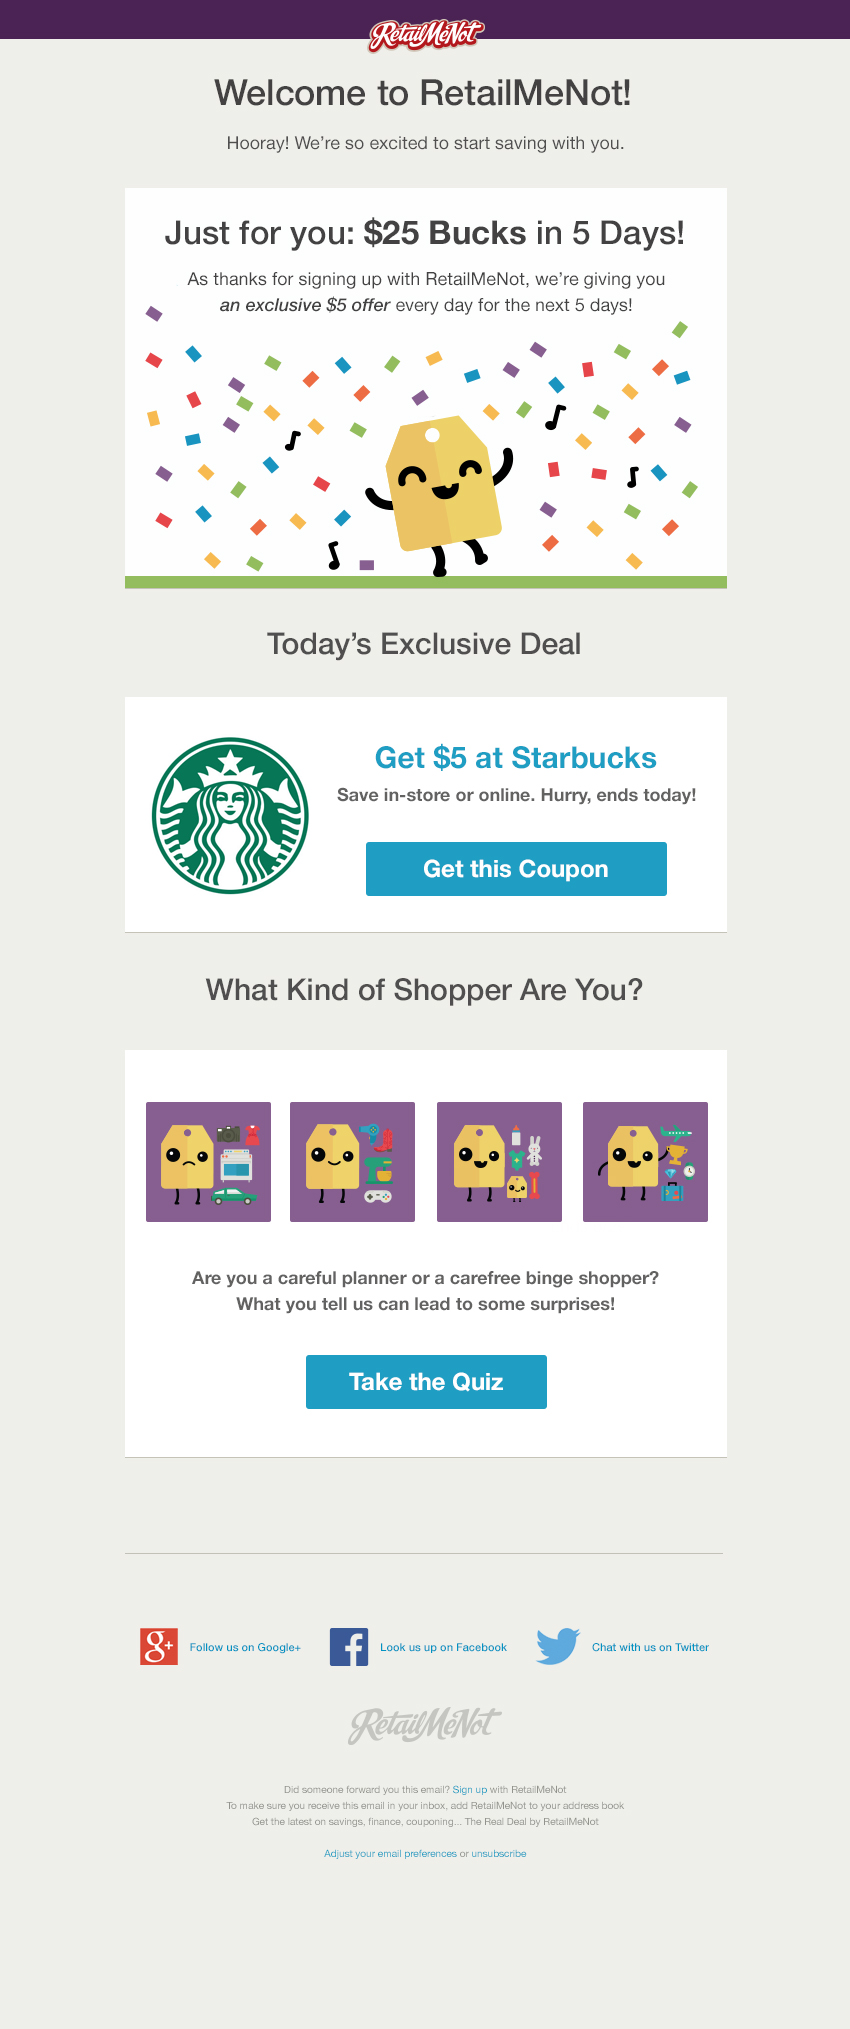 RetailMeNot
Welcome to RetailMeNot!
Hooray! We're so excited to start saving with you.
Just for you: $25 Bucks in 5 Days!
As thanks for signing up with RetailMeNot, we're giving you
an exclusive $5 offer every day for the next 5 days!
Today's Exclusive Deal
Get $5 at Starbucks
Save in-store or online. Hurry, ends today!
Get this Coupon
What Kind of Shopper Are You?
Are you a careful planner or a carefree binge shopper?
What you tell us can lead to some surprises!
Take the Quiz
g+ Follow us on Google+
f Look us up on Facebook
Chat with us on Twitter
RetailMeNot
Did someone forward you this email? Sign up with RetailMeNot
To make sure you receive this email in your inbox, add RetailMeNot to your address book
Get the latest on savings, finance, couponing... The Real Deal by RetailMeNot
Adjust your email preferences or unsubscribe